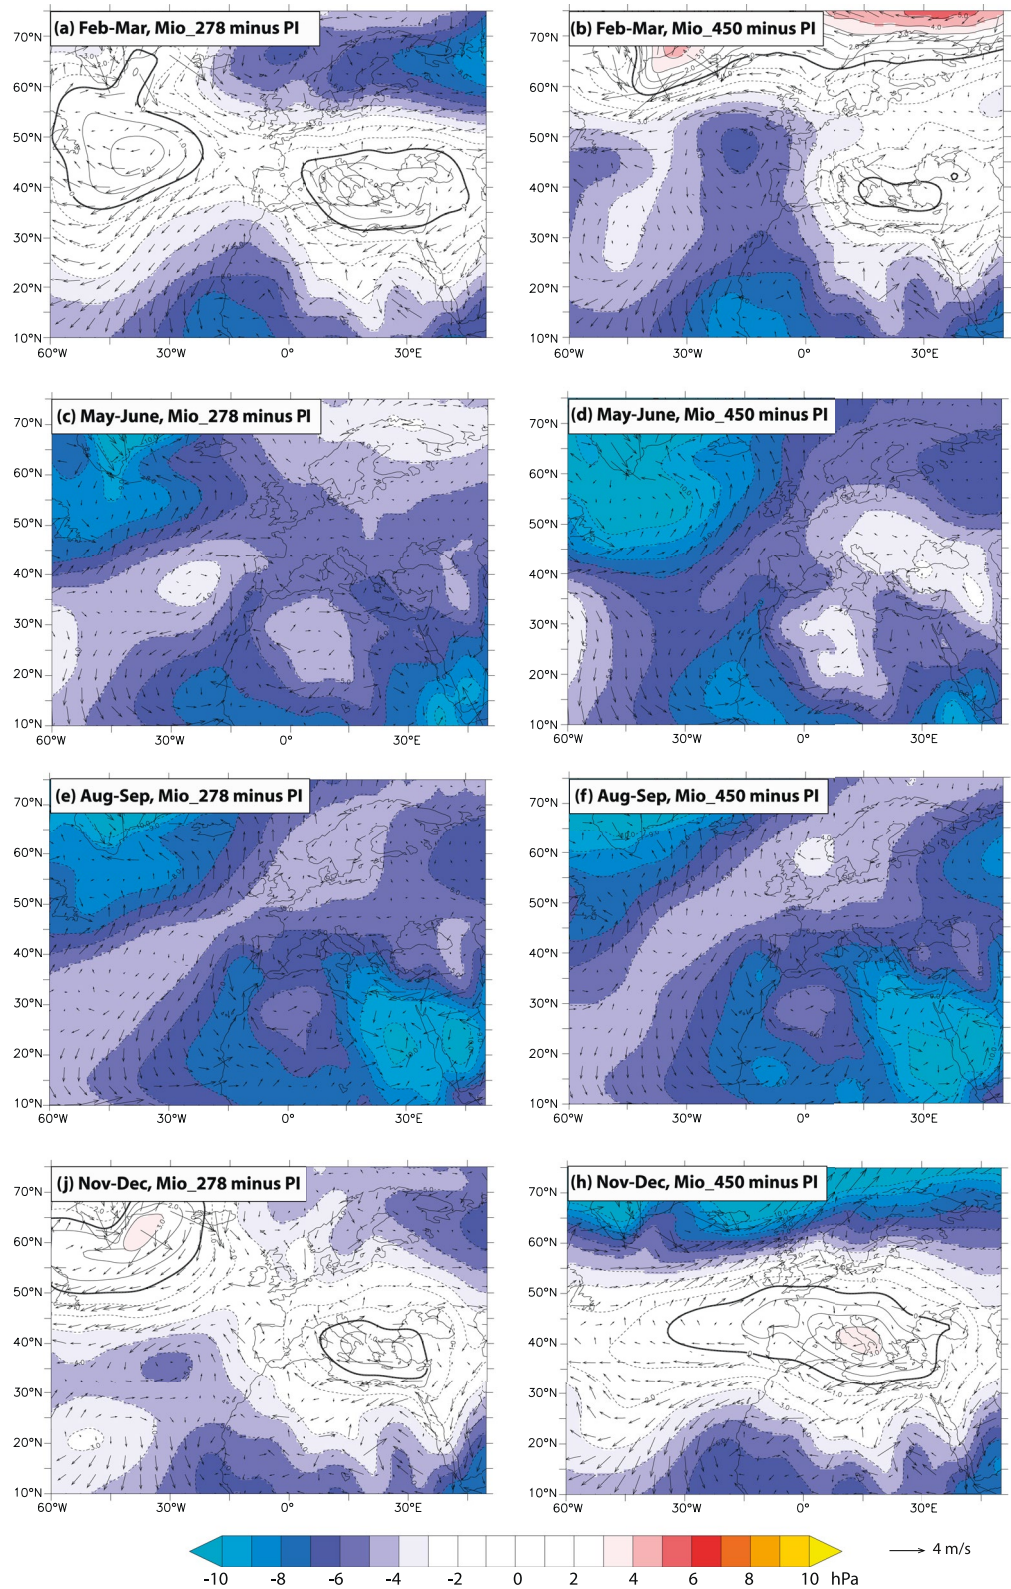 (a) Feb-Mar, Mio_278 minus PI
(b) Feb-Mar, Mio_450 minus PI
70°N 60°N 50°N 40°N 30°N 20°N 10°N
70°N 60°N 50°N 40°N 30°N 20°N 10°N
60°W 30°W 0° 30°E
60°W 30°W 0° 30°E
(c) May-June, Mio_278 minus PI
(d) May-June, Mio_450 minus PI
70°N 60°N 50°N 40°N 30°N 20°N 10°N
70°N 60°N 50°N 40°N 30°N 20°N 10°N
60°W 30°W 0° 30°E
60°W 30°W 0° 30°E
(e) Aug-Sep, Mio_278 minus PI
(f) Aug-Sep, Mio_450 minus PI
70°N 60°N 50°N 40°N 30°N 20°N 10°N
70°N 60°N 50°N 40°N 30°N 20°N 10°N
60°W 30°W 0° 30°E
60°W 30°W 0° 30°E
(j) Nov-Dec, Mio_278 minus PI
(h) Nov-Dec, Mio_450 minus PI
70°N 60°N 50°N 40°N 30°N 20°N 10°N
70°N 60°N 50°N 40°N 30°N 20°N 10°N
60°W 30°W 0° 30°E
60°W 30°W 0° 30°E
-10 -8 -6 -4 -2 0 2 4 6 8 10 hPa
4 m/s